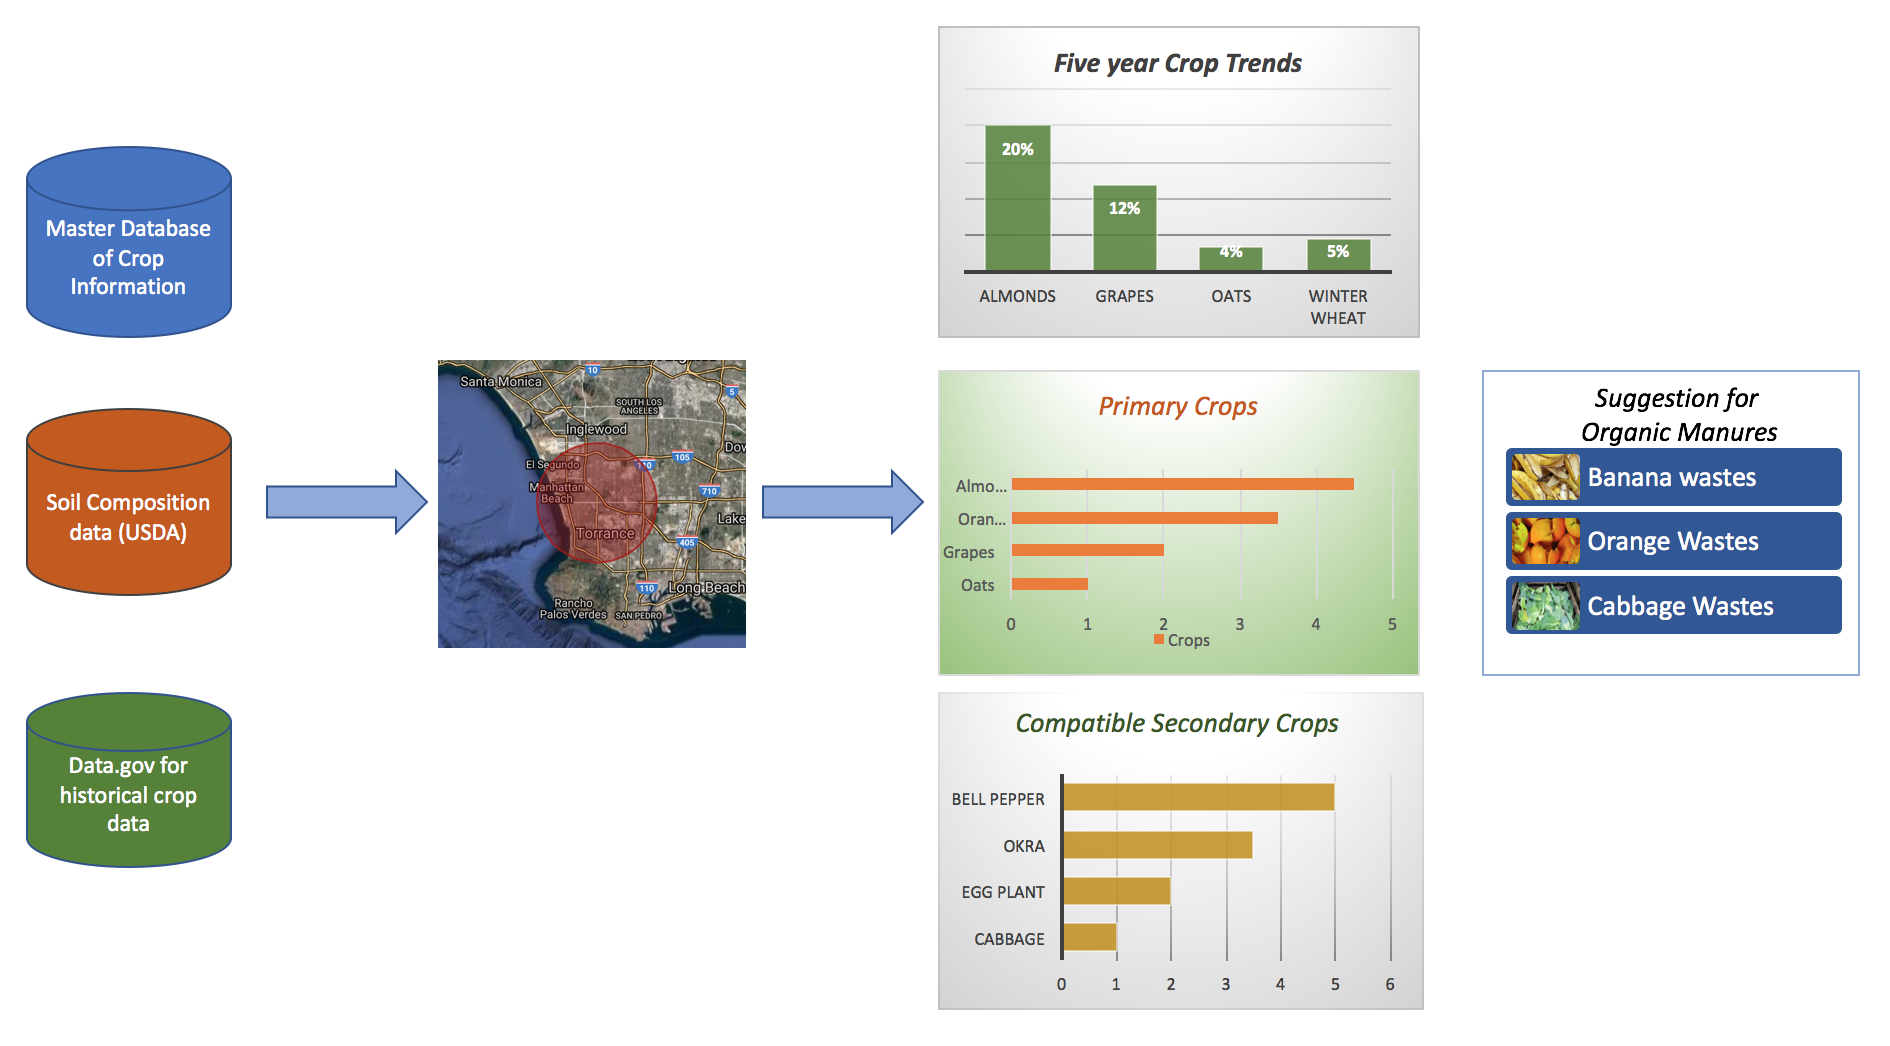 Master Database
of Crop
Information
Soil Composition
data (USDA)
Data.gov for
historical crop
data
Santa Monica
10
5
SOUTH LOS
ANGELES
Inglewood
Dow
El Segundo
110
105
Manhattan
Beach
710
Lake
Torrance
Google
405
110
Long Beach
Rancho
Palos Verdes
SAN PEDRO
Five year Crop Trends
20%
12%
4%
5%
ALMONDS
GRAPES
OATS
WINTER
WHEAT
Primary Crops
Almo...
Oran...
Grapes
Oats
0 1 2 3 4 5
Crops
Compatible Secondary Crops
BELL PEPPER
OKRA
EGG PLANT
CABBAGE
0 1 2 3 4 5 6
Suggestion for
Organic Manures
Banana wastes
Orange Wastes
Cabbage Wastes